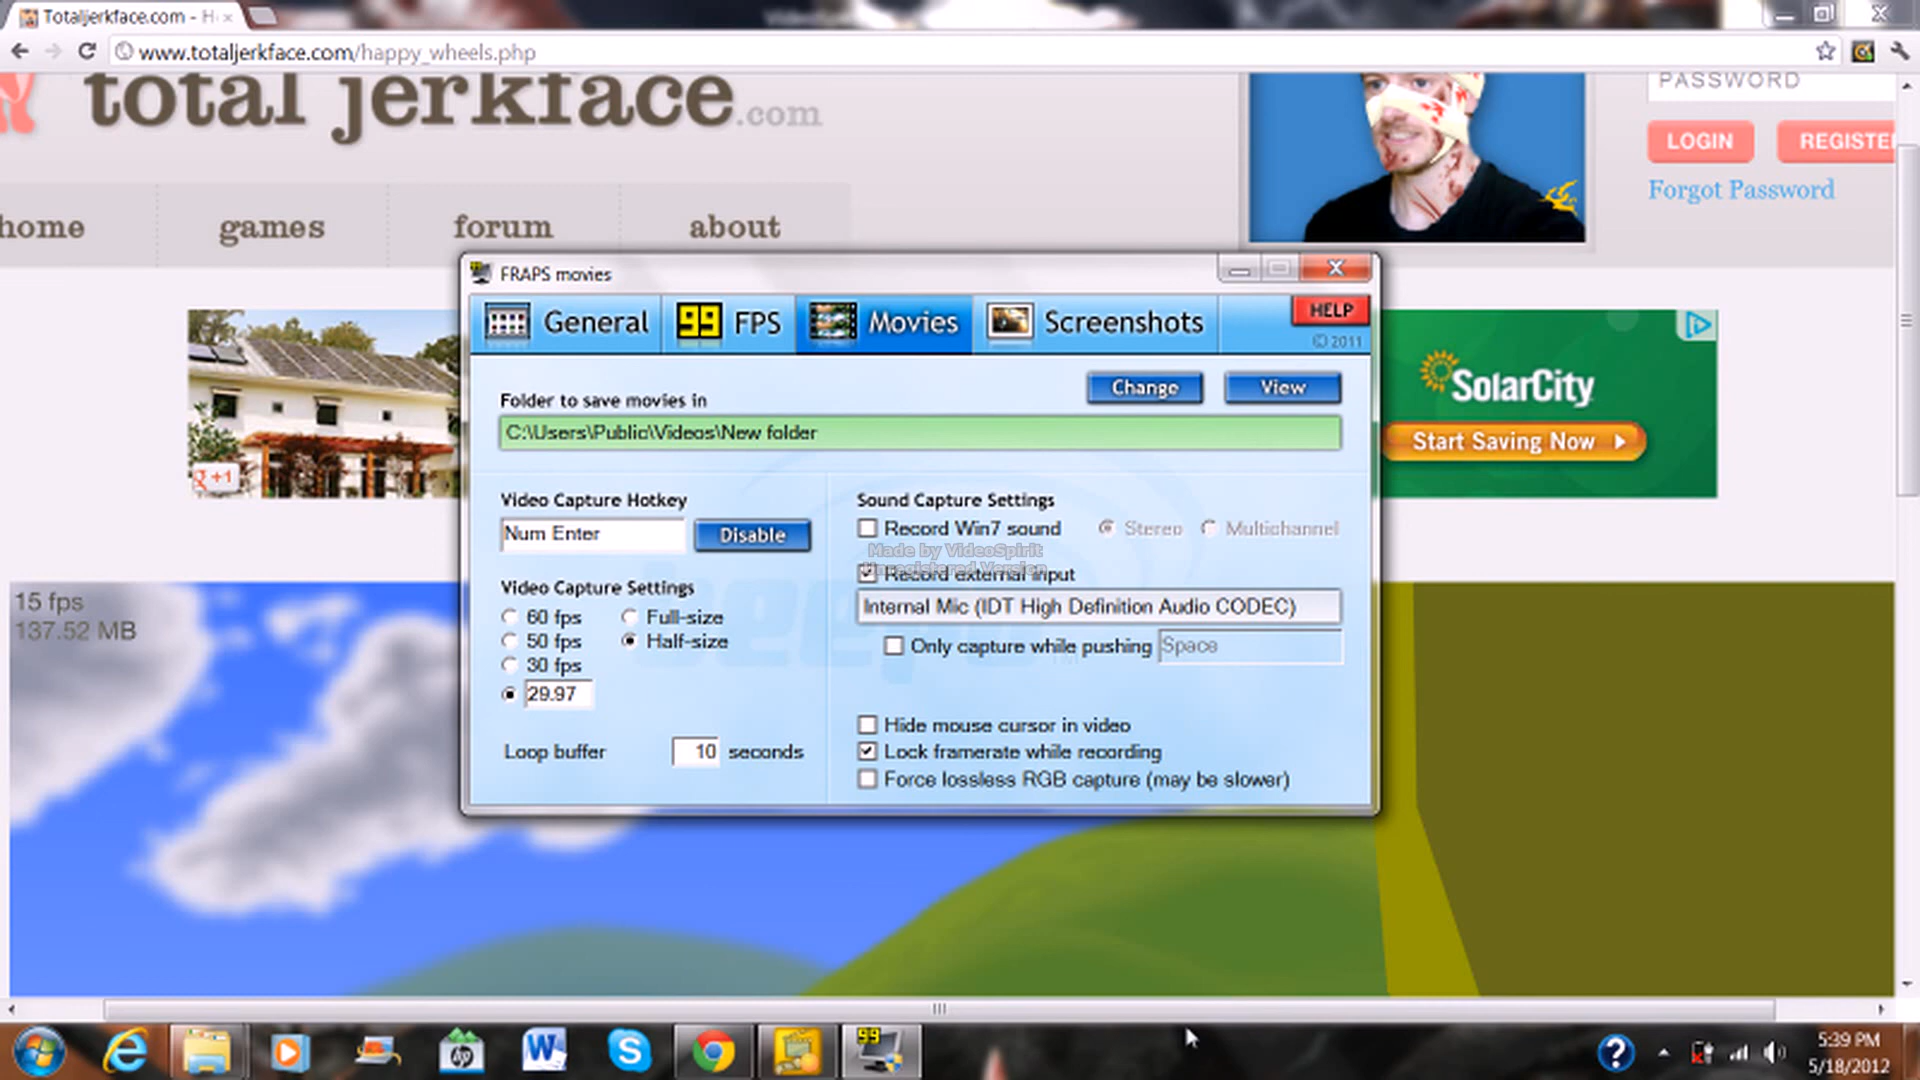 Totaljerkface.com - H
www.totaljerkface.com/happy_wheels.php
total jerkface.com
PASSWORD
LOGIN
REGISTE
Forgot Password
home
games
forum
about
FRAPS movies
General
99
FPS
Movies
Screenshots
HELP
© 2011
Folder to save movies in
Change
View
C:\Users\Public\Videos\New folder
SolarCity
Start Saving Now
g +1
Video Capture Hotkey
Num Enter
Disable
Sound Capture Settings
Record Win7 sound
Stereo
Multichannel
Made by VideoSpirit
Unregistered Version
Record external input
Internal Mic (IDT High Definition Audio CODEC)
Only capture while pushing
Space
Video Capture Settings
60 fps
Full-size
50 fps
Half-size
30 fps
29.97
Loop buffer
10
seconds
Hide mouse cursor in video
Lock framerate while recording
Force lossless RGB capture (may be slower)
beepa
15 fps
137.52 MB
hp
W
S
99
?
5:39 PM
5/18/2012